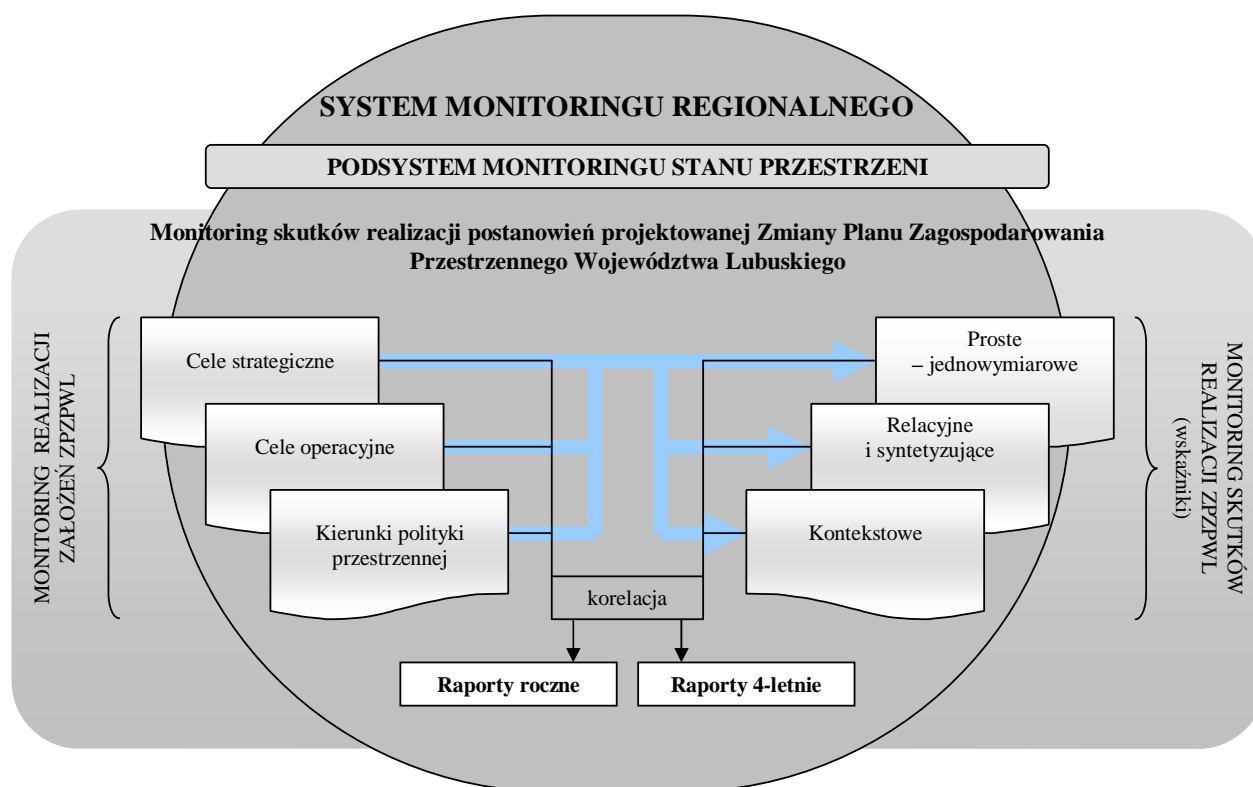 SYSTEM MONITORINGU REGIONALNEGO
PODSYSTEM MONITORINGU STANU PRZESTRZENI
Monitoring skutków realizacji postanowień projektowanej Zmiany Planu Zagospodarowania
Przestrzennego Województwa Lubuskiego
MONITORING REALIZACJI
ZAŁOŻEŃ ZPZPWL
Cele strategiczne
Cele operacyjne
Kierunki polityki
przestrzennej
Proste
– jednowymiarowe
Relacyjne
i syntetyzujące
Kontekstowe
MONITORING SKUTKÓW
REALIZACJI ZPZPWL
(wskaźniki)
korelacja
Raporty roczne
Raporty 4-letnie